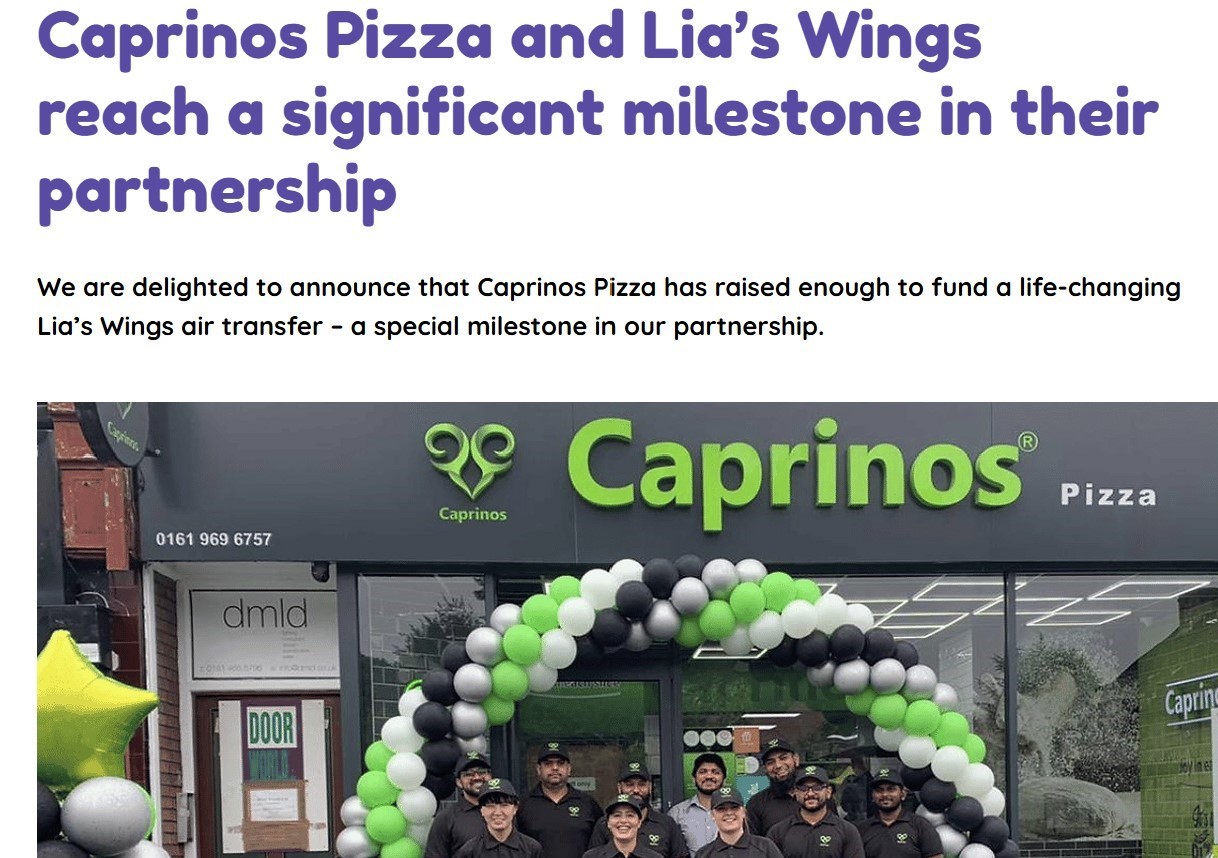 Caprinos Pizza and Lia’s Wings
reach a significant milestone in their
partnership
We are delighted to announce that Caprinos Pizza has raised enough to fund a life-changing
Lia’s Wings air transfer – a special milestone in our partnership.
Caprinos
Caprinos®
Pizza
Caprinos
0161 969 6757
dmld
DOOR
WORLD